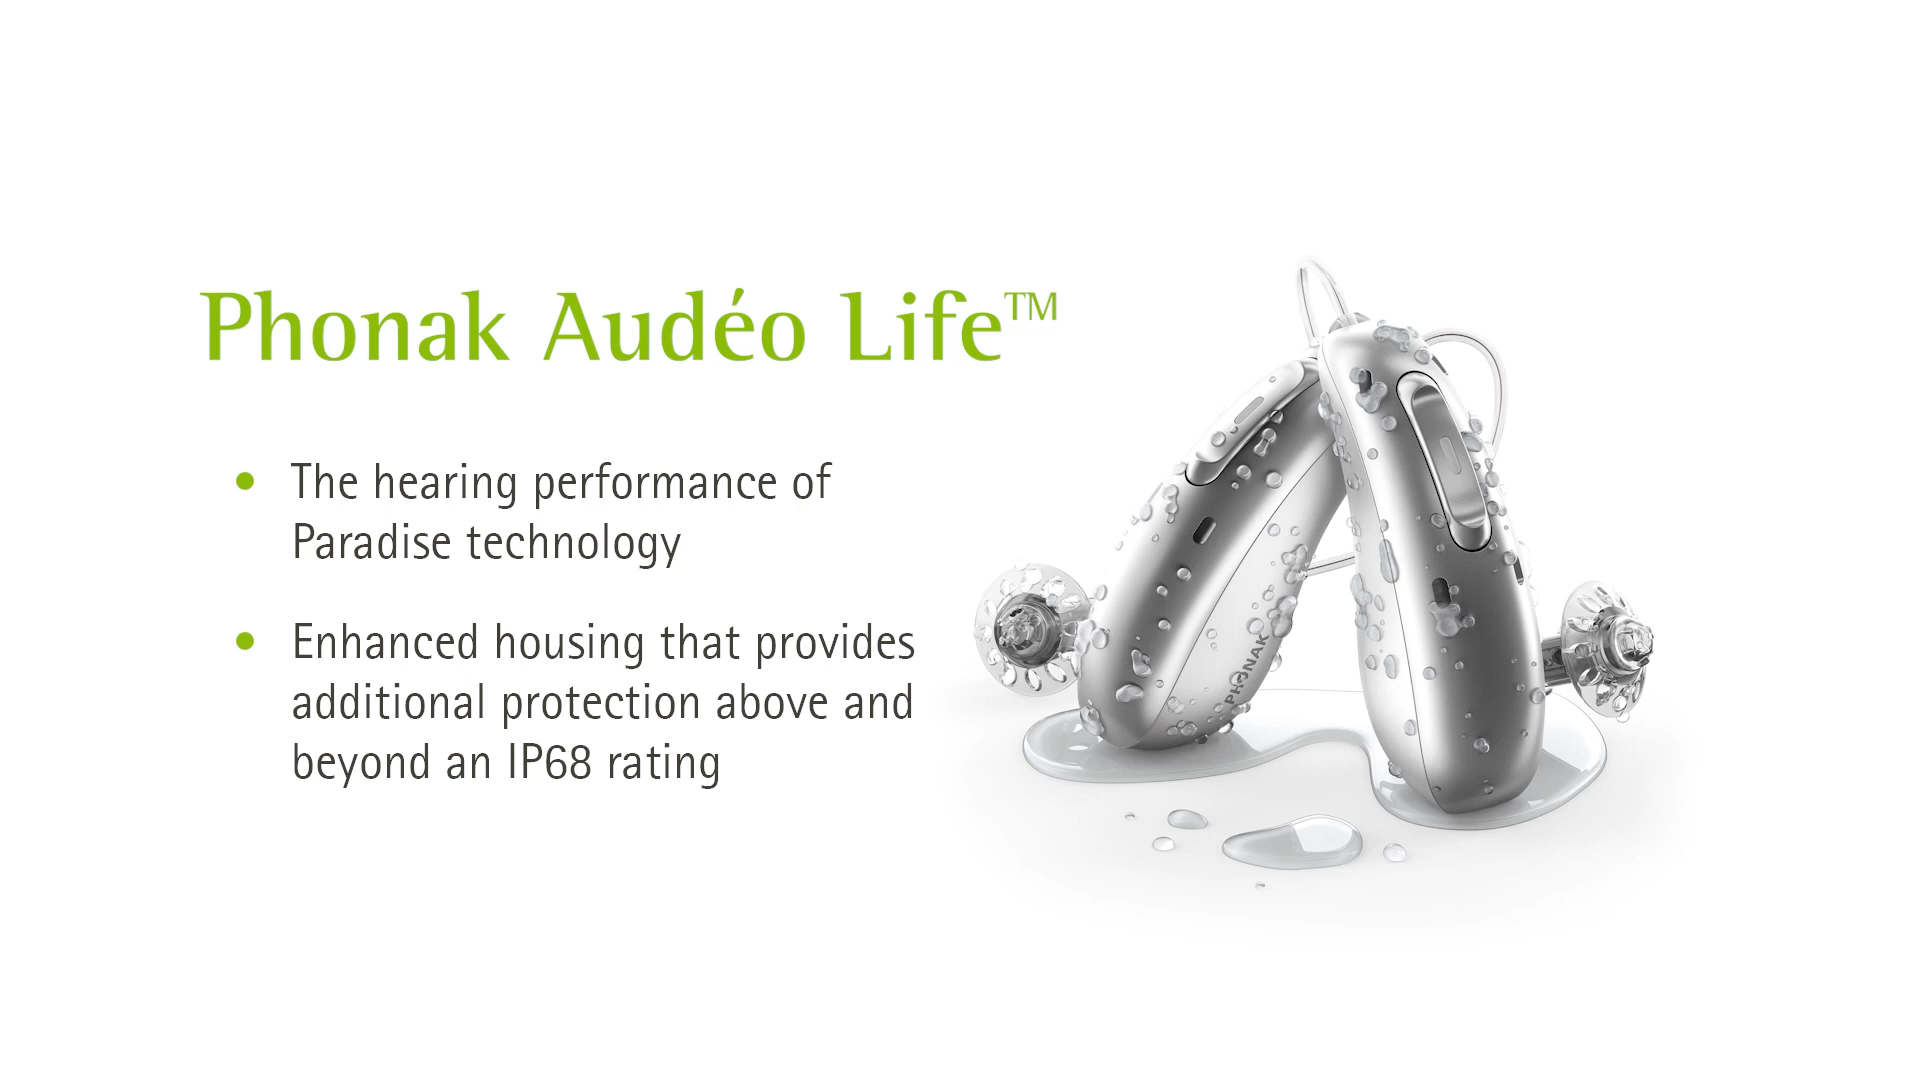 Phonak Audéo Life™
• The hearing performance of
Paradise technology
• Enhanced housing that provides
additional protection above and
beyond an IP68 rating
PHONAK